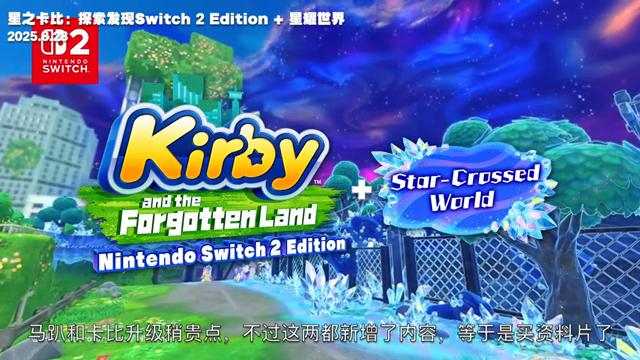 星之卡比：探索发现Switch 2 Edition + 星耀世界
2025.8.28
2
NINTENDO
SWITCH™
Kirby™
and the
Forgotten Land
Nintendo Switch 2 Edition
+
Star-Crossed
World
马趴和卡比升级稍贵点，不过这两都新增了内容，等于是买资料片了